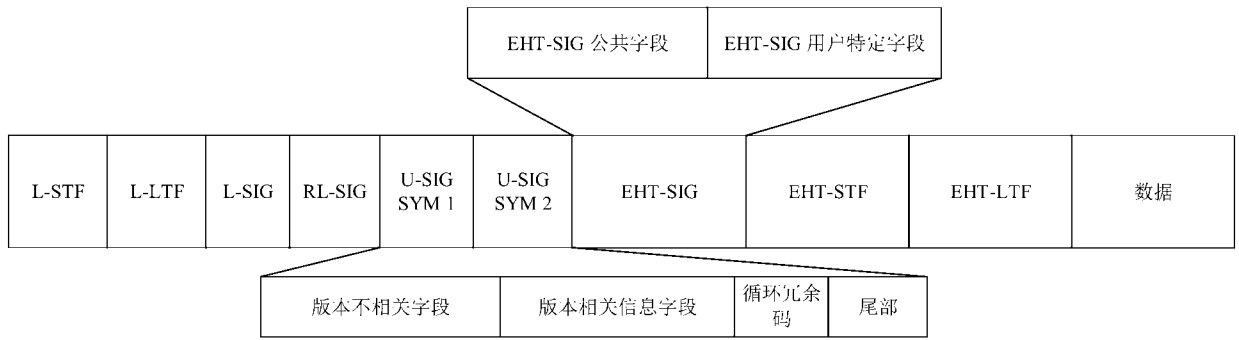 EHT-SIG 公共字段
EHT-SIG 用户特定字段
L-STF
L-LTF
L-SIG
RL-SIG
U-SIG
SYM 1
U-SIG
SYM 2
EHT-SIG
EHT-STF
EHT-LTF
数据
版本不相关字段
版本相关信息字段
循环冗余
码
尾部